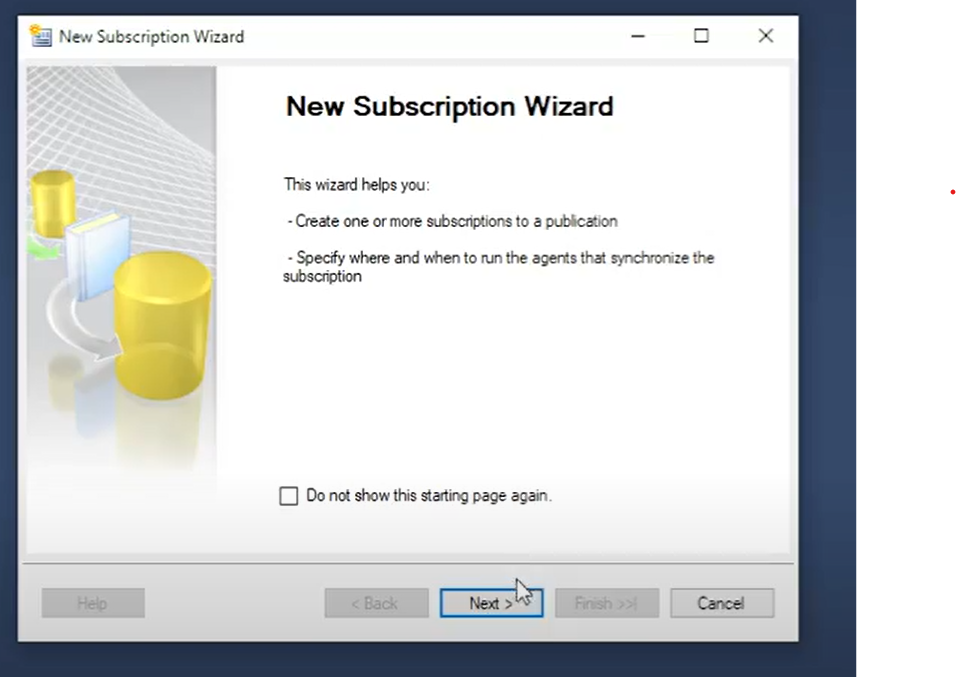 New Subscription Wizard
New Subscription Wizard
This wizard helps you:
- Create one or more subscriptions to a publication
- Specify where and when to run the agents that synchronize the
subscription
Do not show this starting page again.
Help
< Back
Next >
Finish >>|
Cancel